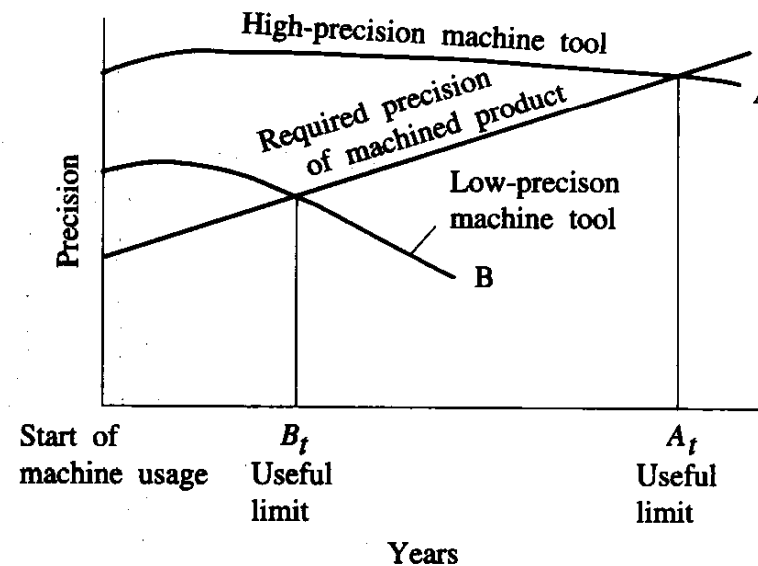 High-precision machine tool
Required precision
of machined product
Low-precison
machine tool
B
Precision
Start of
machine usage
B_t
Useful
limit
A_t
Useful
limit
Years